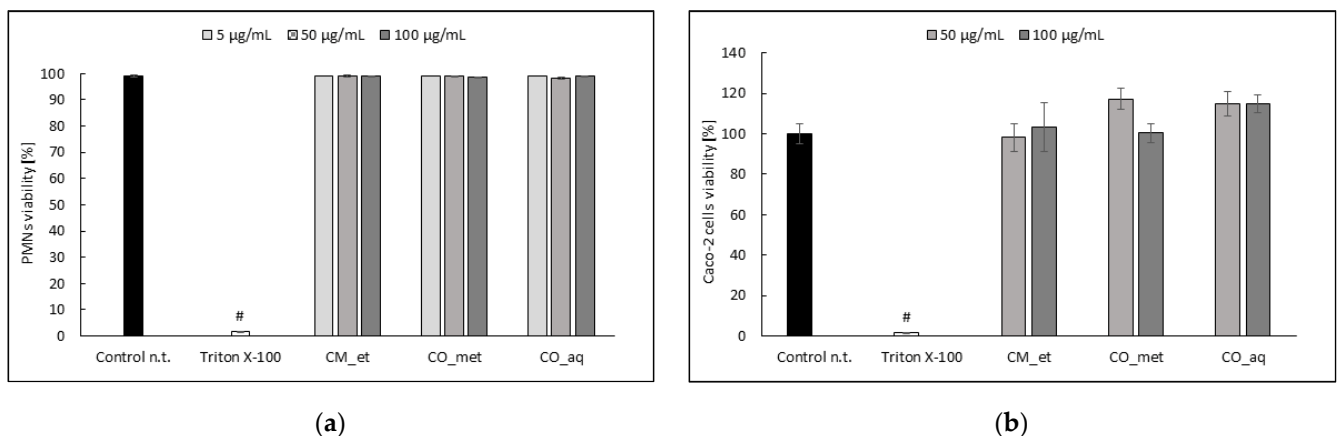 5 µg/mL 50 µg/mL 100 µg/mL
PMNs viability [%]
100
90
80
70
60
50
40
30
20
10
0
#
Control n.t. Triton X-100 CM_et CO_met CO_aq
(a)
50 µg/mL 100 µg/mL
Caco-2 cells viability [%]
140
120
100
80
60
40
20
0
#
Control n.t. Triton X-100 CM_et CO_met CO_aq
(b)